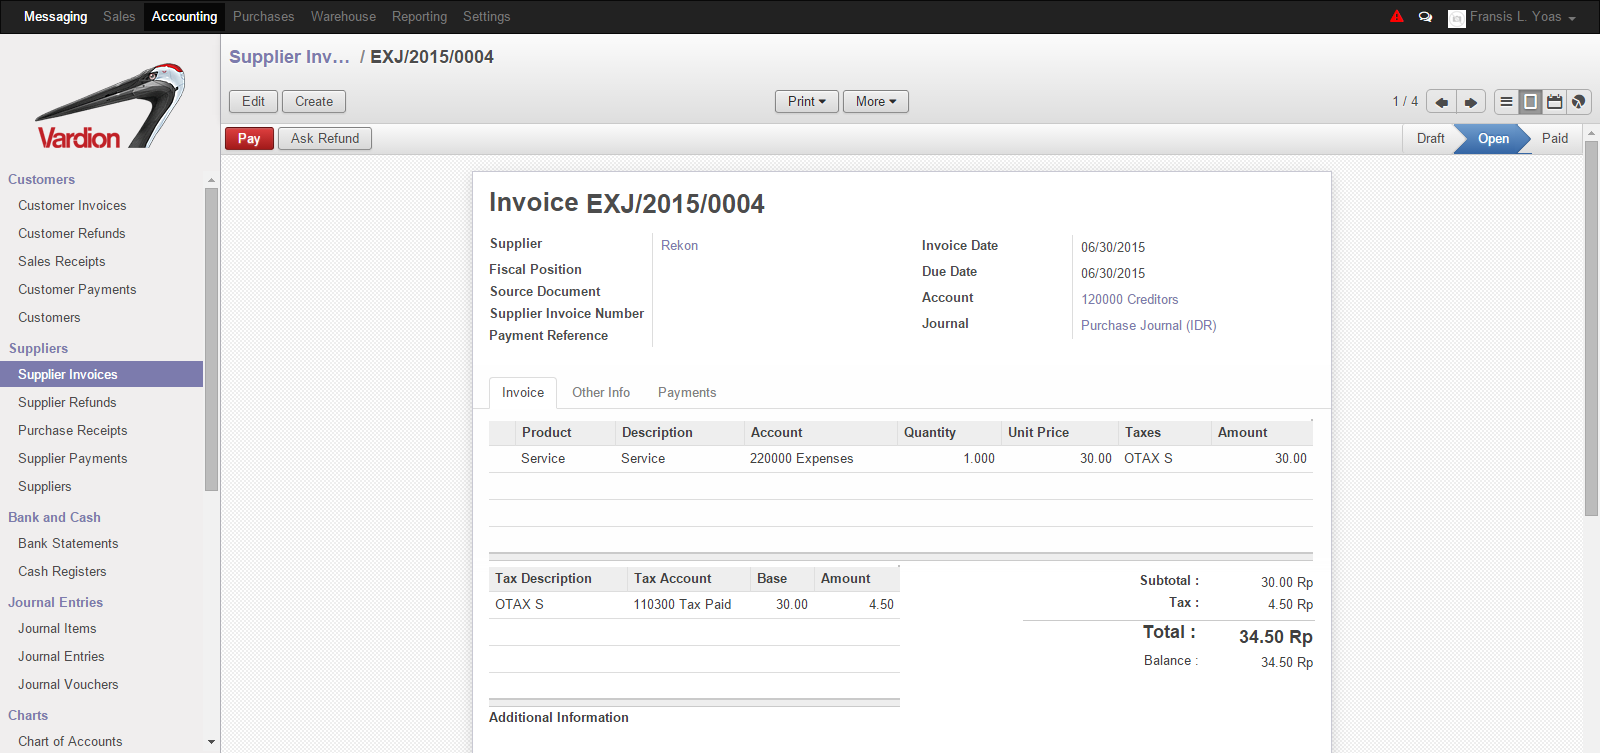 Messaging Sales Accounting Purchases Warehouse Reporting Settings Fransis L. Yoas
Vardion
Customers
Customer Invoices
Customer Refunds
Sales Receipts
Customer Payments
Customers
Suppliers
Supplier Invoices
Supplier Refunds
Purchase Receipts
Supplier Payments
Suppliers
Bank and Cash
Bank Statements
Cash Registers
Journal Entries
Journal Items
Journal Entries
Journal Vouchers
Charts
Chart of Accounts
Supplier Inv... / EXJ/2015/0004
Edit Create Print More 1 / 4
Pay Ask Refund Draft Open Paid
Invoice EXJ/2015/0004
Supplier Rekon
Fiscal Position
Source Document
Supplier Invoice Number
Payment Reference
Invoice Date 06/30/2015
Due Date 06/30/2015
Account 120000 Creditors
Journal Purchase Journal (IDR)
Invoice Other Info Payments
Product Description Account Quantity Unit Price Taxes Amount
Service Service 220000 Expenses 1.000 30.00 OTAX S 30.00
Tax Description Tax Account Base Amount
OTAX S 110300 Tax Paid 30.00 4.50
Subtotal : 30.00 Rp
Tax : 4.50 Rp
Total : 34.50 Rp
Balance : 34.50 Rp
Additional Information